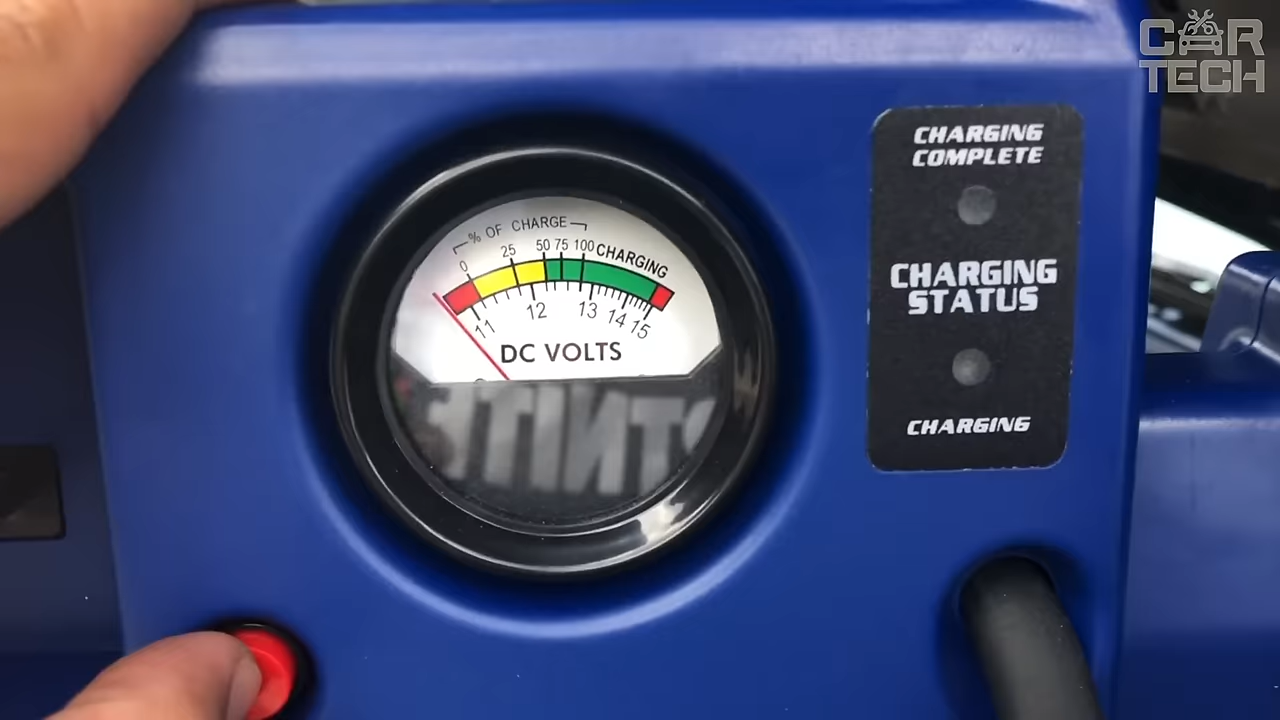 CAR
TECH
CHARGING
COMPLETE
CHARGING
STATUS
CHARGING
% OF CHARGE
0 25 50 75 100 CHARGING
11 12 13 14 15
DC VOLTS